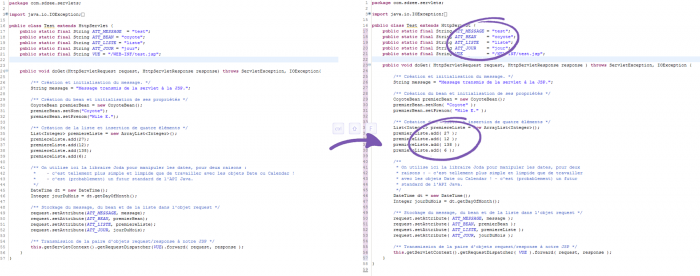 package com.sdzee.servlets;
import java.io.IOException;
public class Test extends HttpServlet {
public static final String ATT_MESSAGE = "test";
public static final String ATT_BEAN = "coyote";
public static final String ATT_LISTE = "liste";
public static final String ATT_JOUR = "jour";
public static final String VUE = "/WEB-INF/test.jsp";
public void doGet(HttpServletRequest request, HttpServletResponse response) throws ServletException, IOException{
/** Création et initialisation du message. */
String message = "Message transmis de la servlet à la JSP.";
/** Création du bean et initialisation de ses propriétés */
CoyoteBean premierBean = new CoyoteBean();
premierBean.setNom("Coyote");
premierBean.setPrenom("Wile E.");
/** Création de la liste et insertion de quatre éléments */
List<Integer> premiereListe = new ArrayList<Integer>();
premiereListe.add(27);
premiereListe.add(12);
premiereListe.add(138);
premiereListe.add(6);
/** On utilise ici la libraire Joda pour manipuler les dates, pour deux raisons :
* - c'est tellement plus simple et limpide que de travailler avec les objets Date ou Calendar !
* - c'est (probablement) un futur standard de l'API Java.
*/
DateTime dt = new DateTime();
Integer jourDuMois = dt.getDayOfMonth();
/** Stockage du message, du bean et de la liste dans l'objet request */
request.setAttribute(ATT_MESSAGE, message);
request.setAttribute(ATT_BEAN, premierBean);
request.setAttribute(ATT_LISTE, premiereListe);
request.setAttribute(ATT_JOUR, jourDuMois);
/** Transmission de la paire d'objets request/response à notre JSP */
this.getServletContext().getRequestDispatcher(VUE).forward( request, response );
}
}
package com.sdzee.servlets;
import java.io.IOException;
public class Test extends HttpServlet {
public static final String ATT_MESSAGE = "test";
public static final String ATT_BEAN = "coyote";
public static final String ATT_LISTE = "liste";
public static final String ATT_JOUR = "jour";
public static final String VUE = "/WEB-INF/test.jsp";
public void doGet( HttpServletRequest request, HttpServletResponse response ) throws ServletException, IOException {
/** Création et initialisation du message. */
String message = "Message transmis de la servlet à la JSP.";
/** Création du bean et initialisation de ses propriétés */
CoyoteBean premierBean = new CoyoteBean();
premierBean.setNom( "Coyote" );
premierBean.setPrenom( "Wile E." );
/** Création de la liste et insertion de quatre éléments */
List<Integer> premiereListe = new ArrayList<Integer>();
premiereListe.add( 27 );
premiereListe.add( 12 );
premiereListe.add( 138 );
premiereListe.add( 6 );
/**
* On utilise ici la libraire Joda pour manipuler les dates, pour deux
* raisons : - c'est tellement plus simple et limpide que de travailler
* avec les objets Date ou Calendar ! - c'est (probablement) un futur
* standard de l'API Java.
*/
DateTime dt = new DateTime();
Integer jourDuMois = dt.getDayOfMonth();
/** Stockage du message, du bean et de la liste dans l'objet request */
request.setAttribute( ATT_MESSAGE, message );
request.setAttribute( ATT_BEAN, premierBean );
request.setAttribute( ATT_LISTE, premiereListe );
request.setAttribute( ATT_JOUR, jourDuMois );
/** Transmission de la paire d'objets request/response à notre JSP */
this.getServletContext().getRequestDispatcher( VUE ).forward( request, response );
}
}